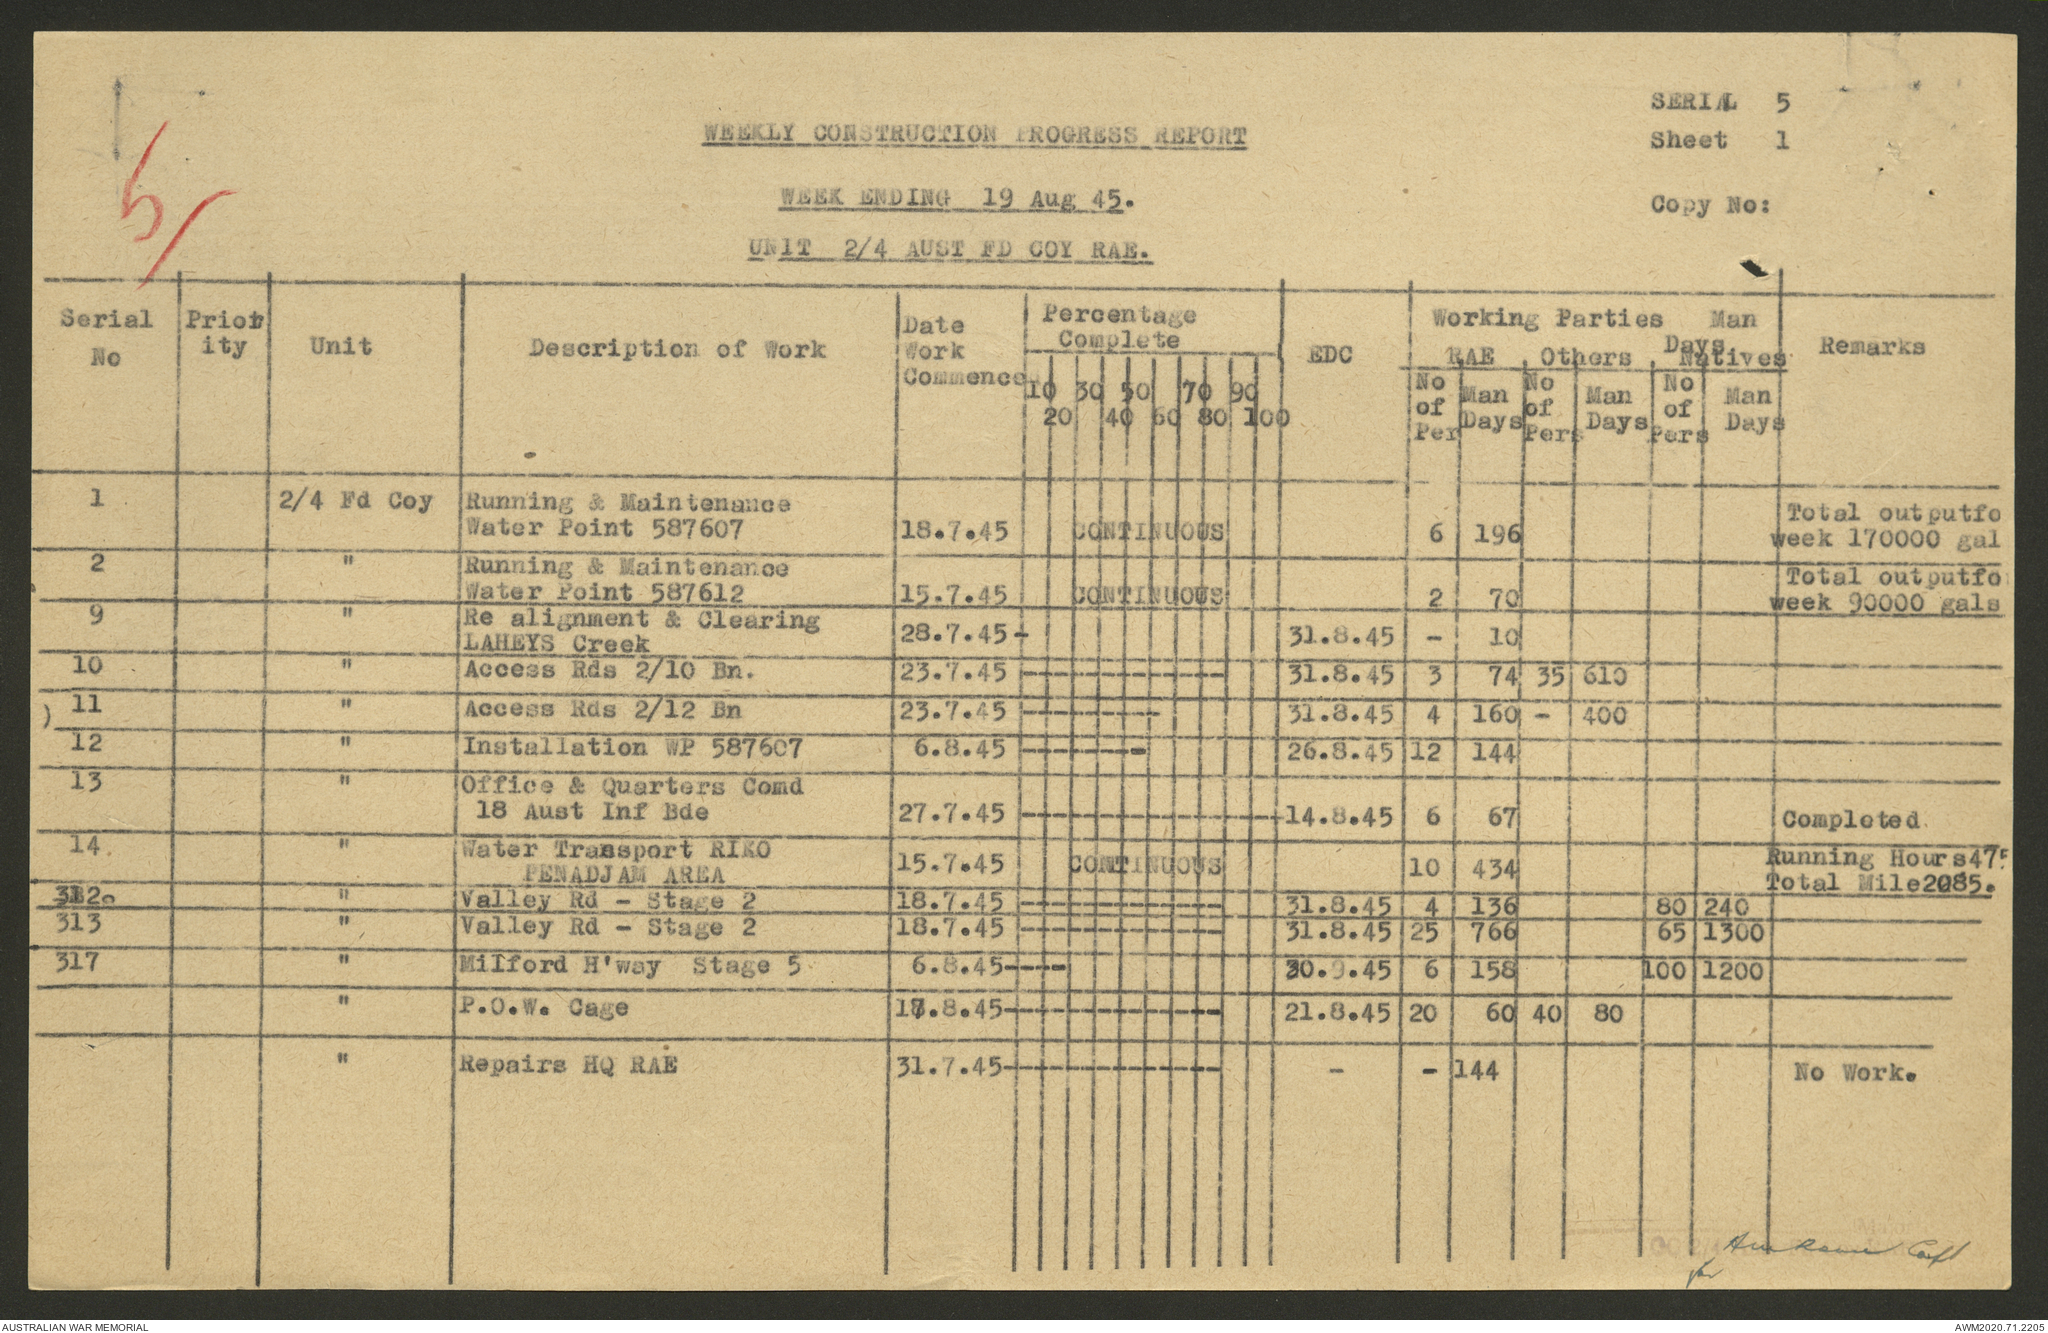 SERIAL 5
WEEKLY CONSTRUCTION PROGRESS REPORT
Sheet 1
5/
WEEK ENDING 19 Aug 45.
Copy No:
UNIT 2/4 AUST FD COY RAE.
Serial No Priority Unit Description of Work Date Work Commence Percentage Complete EDC Working Parties Man Days Remarks
RAE Others Natives
10 30 50 70 90
20 40 60 80 100
No of Per Man Days No of Pers Man Days No of Pers Man Days
1 2/4 Fd Coy Running & Maintenance Total outputfo
Water Point 587607 18.7.45 CONTINUOUS 6 196 week 170000 gal
2 " Running & Maintenance Total outputfo
Water Point 587612 15.7.45 CONTINUOUS 2 70 week 90000 gals
9 " Re alignment & Clearing
LAHEYS Creek 28.7.45- 31.8.45 - 10
10 " Access Rds 2/10 Bn. 23.7.45 ---------------- 31.8.45 3 74 35 610
11 " Access Rds 2/12 Bn 23.7.45 ----------- 31.8.45 4 160 - 400
12 " Installation WP 587607 6.8.45 ---------- 26.8.45 12 144
13 " Office & Quarters Comd
18 Aust Inf Bde 27.7.45 --------------------14.8.45 6 67 Completed
14. " Water Transport RIKO Running Hours 475
PENADJAM AREA 15.7.45 CONTINUOUS 10 434 Total Mile2085.
312. " Valley Rd - Stage 2 18.7.45 ---------------- 31.8.45 4 136 80 240
313 " Valley Rd - Stage 2 18.7.45 ---------------- 31.8.45 25 766 65 1300
317 " Milford H'way Stage 5 6.8.45---- 30.9.45 6 158 100 1200
" P.O.W. Cage 17.8.45----------------- 21.8.45 20 60 40 80
" Repairs HQ RAE 31.7.45----------------- - - 144 No Work.
Capt
for
AUSTRALIAN WAR MEMORIAL
AWM2020.71.2205